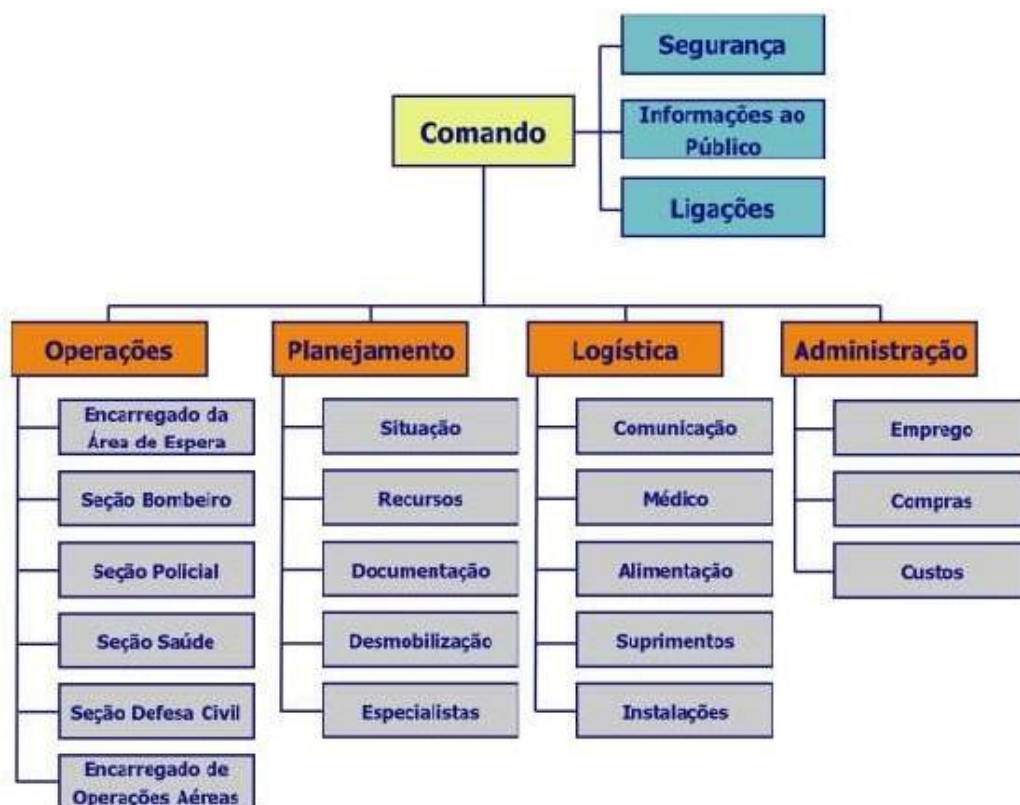 Segurança
Comando
Informações ao
Público
Ligações
Operações
Planejamento
Logística
Administração
Encarregado da
Área de Espera
Seção Bombeiro
Seção Policial
Seção Saúde
Seção Defesa Civil
Encarregado de
Operações Aéreas
Situação
Recursos
Documentação
Desmobilização
Especialistas
Comunicação
Médico
Alimentação
Suprimentos
Instalações
Emprego
Compras
Custos